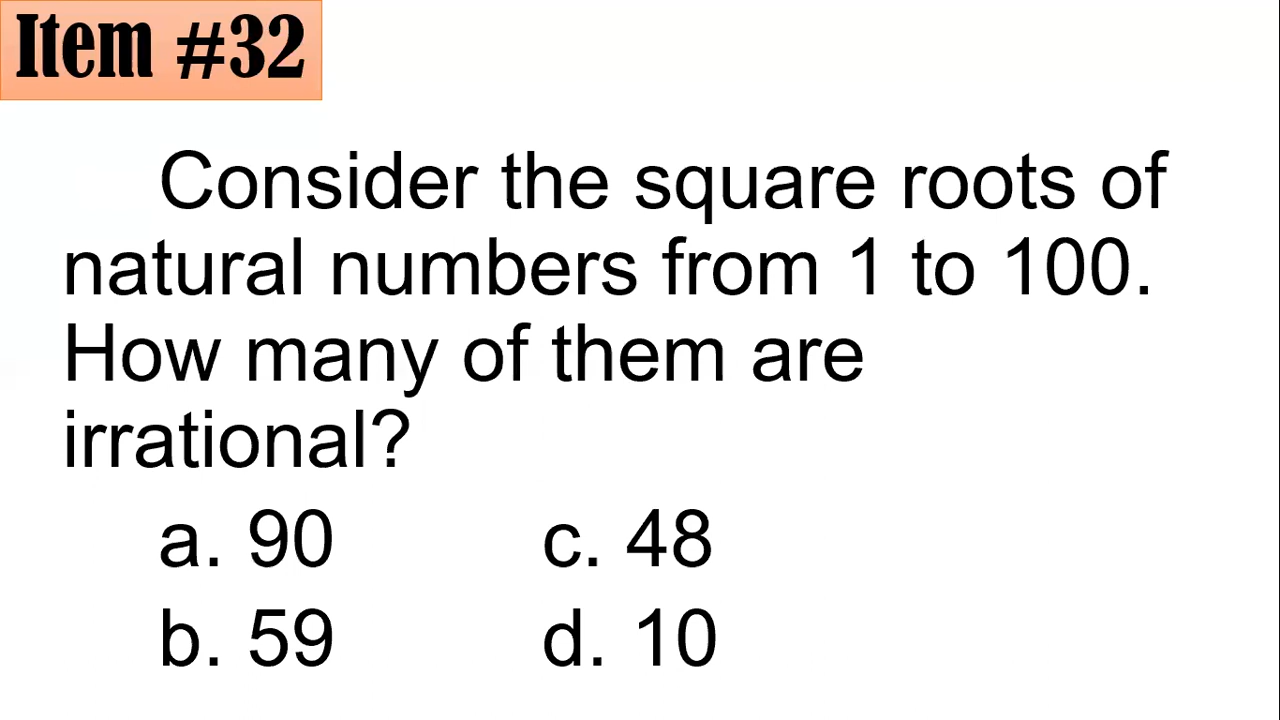 Item #32
Consider the square roots of
natural numbers from 1 to 100.
How many of them are
irrational?
a. 90 c. 48
b. 59 d. 10